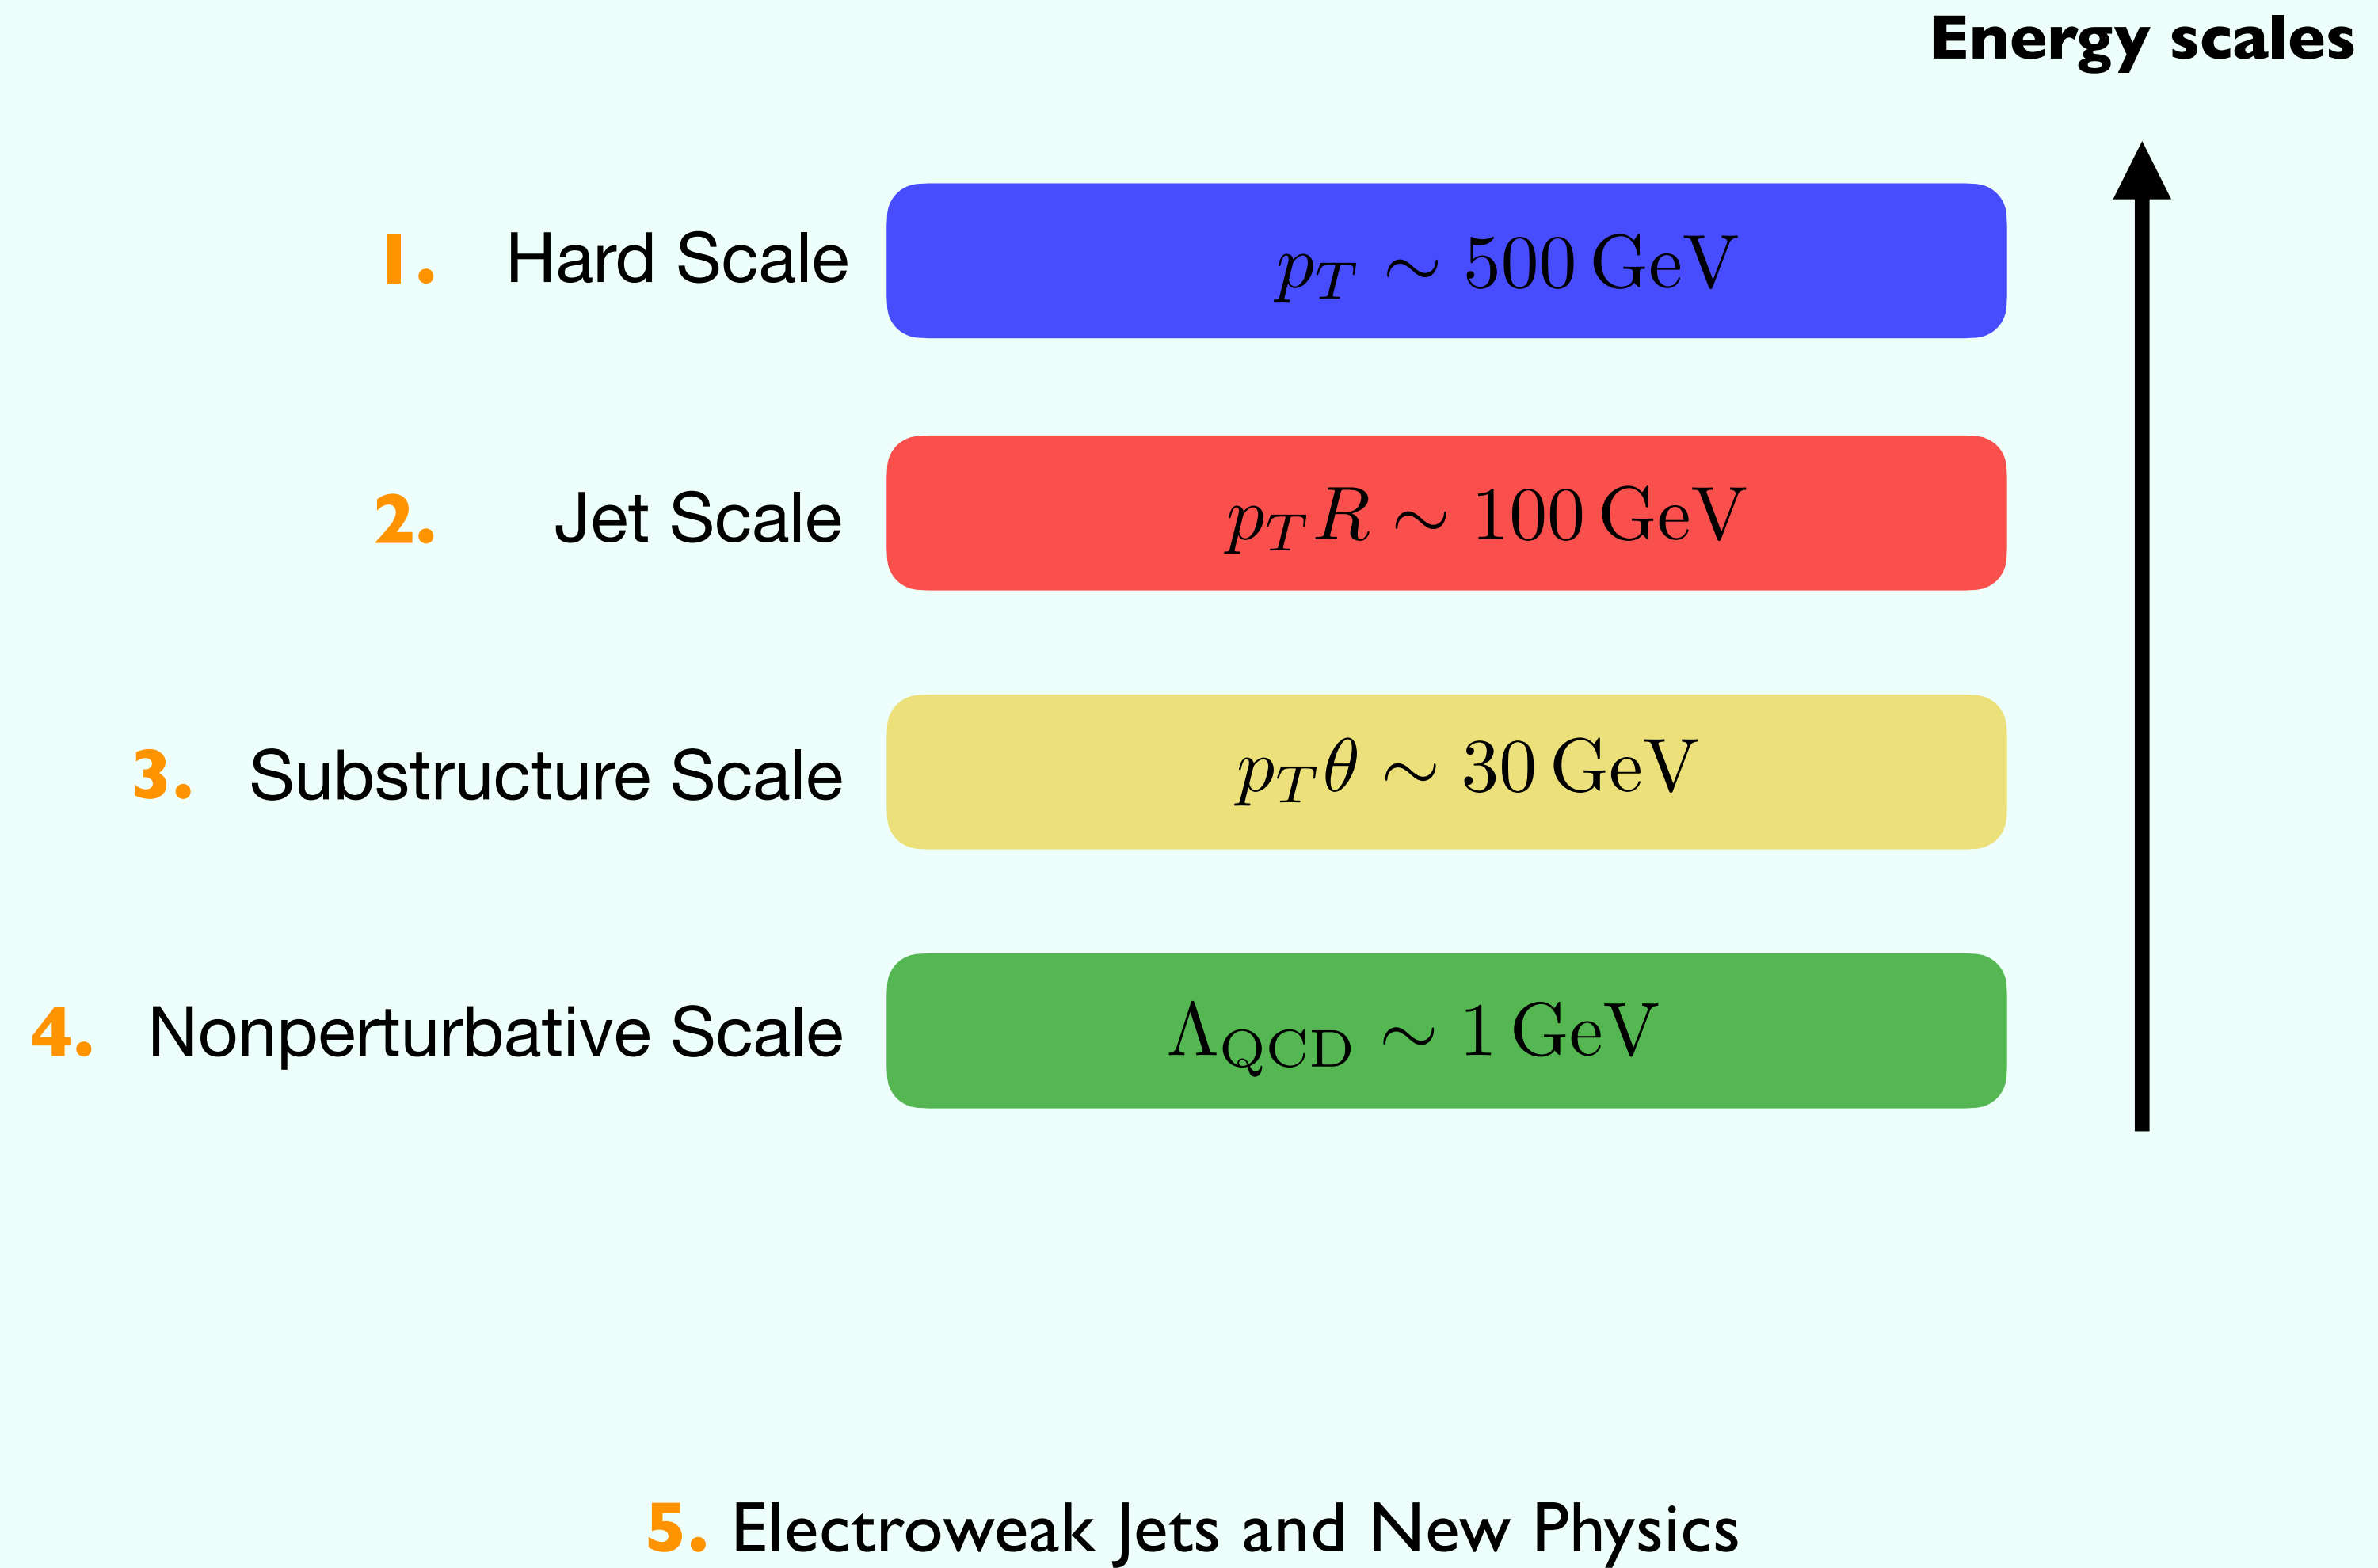 Energy scales
1. Hard Scale p_T ∼ 500 GeV
2. Jet Scale p_T R ∼ 100 GeV
3. Substructure Scale p_T θ ∼ 30 GeV
4. Nonperturbative Scale Λ_QCD ∼ 1 GeV
5. Electroweak Jets and New Physics